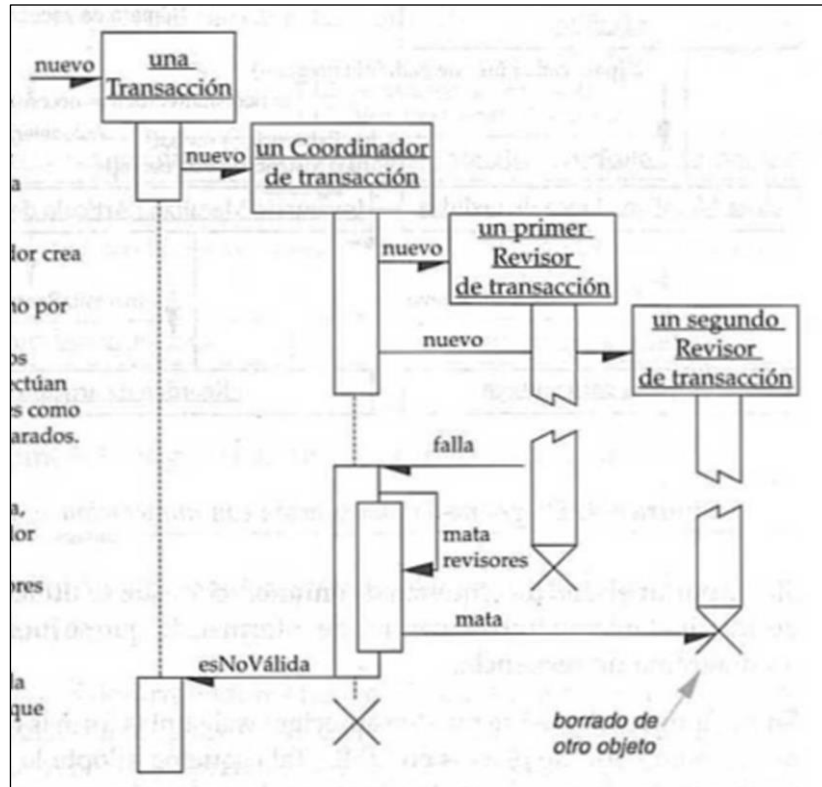 nuevo
una
Transacción
nuevo
un Coordinador
de transacción
a
dor crea
no por
os
ectúan
es como
parados.
nuevo
un primer
Revisor
de transacción
nuevo
un segundo
Revisor
de transacción
falla
a,
dor
ores
mata
revisores
mata
esNoVálida
la
que
borrado de
otro objeto